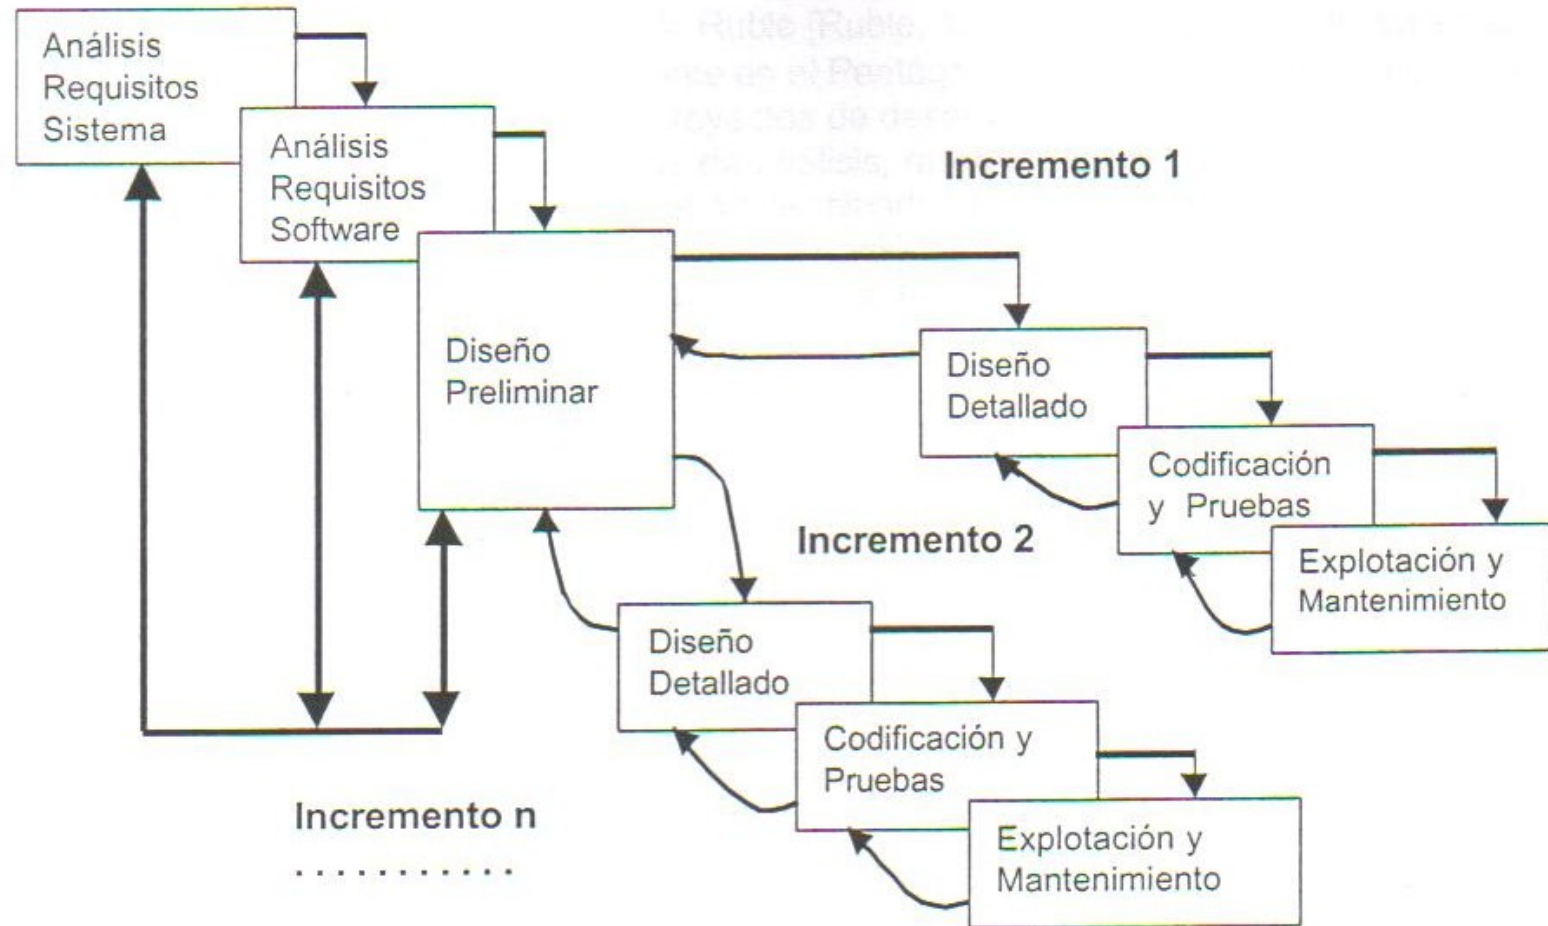 Análisis
Requisitos
Sistema
Análisis
Requisitos
Software
Diseño
Preliminar
Incremento 1
Diseño
Detallado
Codificación
y Pruebas
Explotación y
Mantenimiento
Incremento 2
Diseño
Detallado
Codificación y
Pruebas
Explotación y
Mantenimiento
Incremento n
. . . . . . . . . . .